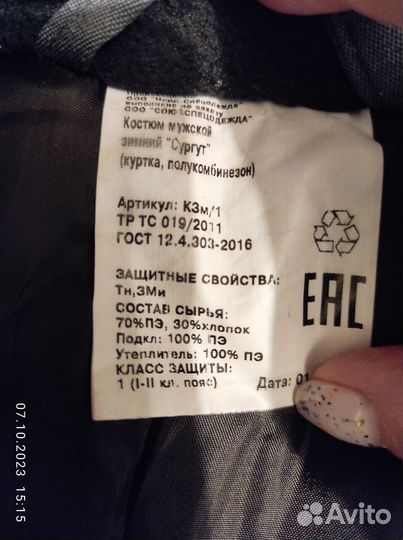 ООО "СОЮЗСПЕЦОДЕЖДА"
Костюм мужской
зимний "Сургут"
(куртка, полукомбинезон)
Артикул: КЗм/1
ТР ТС 019/2011
ГОСТ 12.4.303-2016
ЗАЩИТНЫЕ СВОЙСТВА:
Тн,ЗМи
СОСТАВ СЫРЬЯ:
70%ПЭ, 30%хлопок
Подкл: 100% ПЭ
Утеплитель: 100% ПЭ
КЛАСС ЗАЩИТЫ:
1 (I-II кл. пояс) Дата: 01
EAC
07.10.2023 15:15
Avito